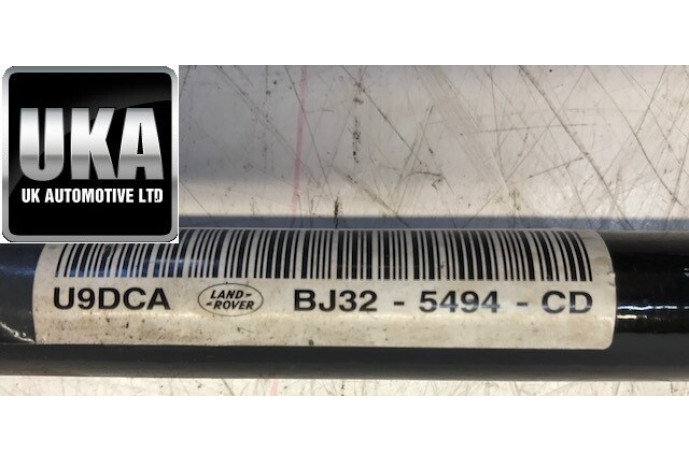 UKA
UK AUTOMOTIVE LTD
U9DCA LAND-
-ROVER BJ32 - 5494 - CD